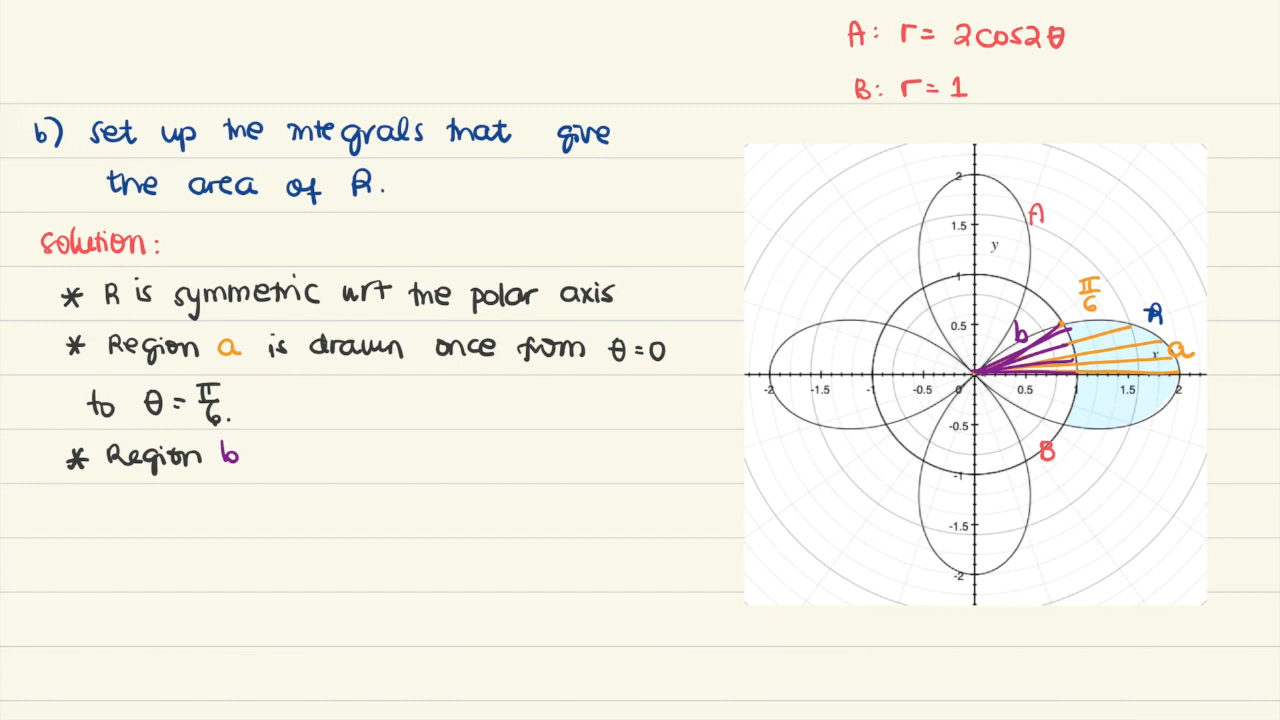 A: r = 2cos2θ
B: r = 1
b) set up the integrals that give
the area of R.
solution:
* R is symmetric wrt the polar axis
* Region a is drawn once from θ=0
to θ = π/6.
* Region b
2
1.5
y
A
1
π/6
0.5
b
R
x
a
-2
-1.5
-1
-0.5
0
0.5
1
1.5
2
-0.5
B
-1
-1.5
-2